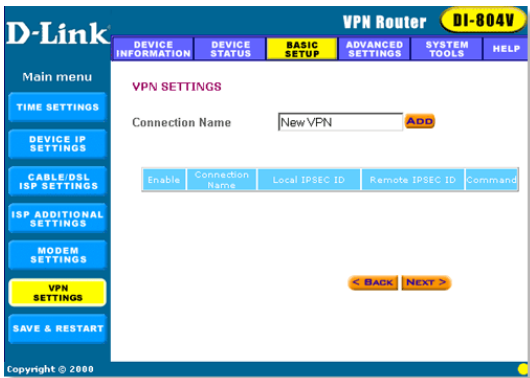 D-Link
VPN Router DI-804V
DEVICE INFORMATION
DEVICE STATUS
BASIC SETUP
ADVANCED SETTINGS
SYSTEM TOOLS
HELP
Main menu
TIME SETTINGS
DEVICE IP SETTINGS
CABLE/DSL ISP SETTINGS
ISP ADDITIONAL SETTINGS
MODEM SETTINGS
VPN SETTINGS
SAVE & RESTART
VPN SETTINGS
Connection Name New VPN ADD
Enable Connection Name Local IPSEC ID Remote IPSEC ID Command
< BACK NEXT >
Copyright © 2000